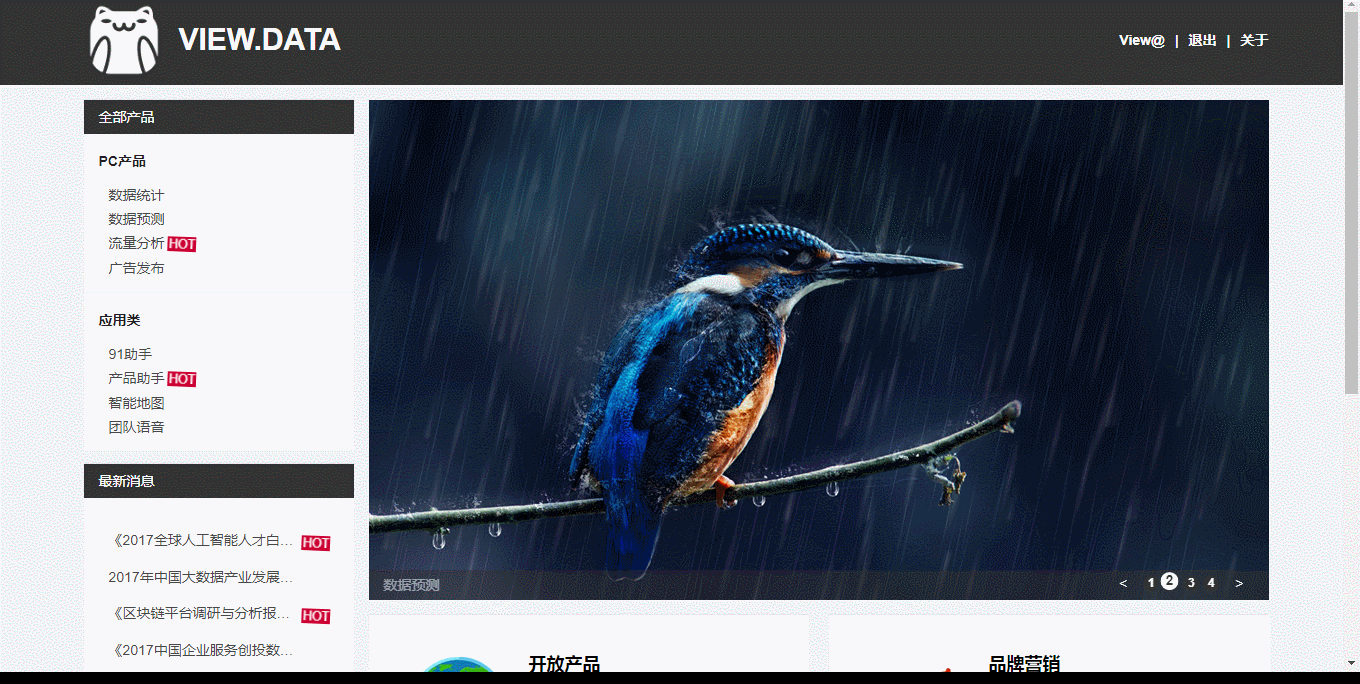 VIEW.DATA
View@ | 退出 | 关于
全部产品
PC产品
数据统计
数据预测
流量分析 HOT
广告发布
应用类
91助手
产品助手 HOT
智能地图
团队语音
最新消息
《2017全球人工智能人才白... HOT
2017年中国大数据产业发展...
《区块链平台调研与分析报... HOT
《2017中国企业服务创投数...
数据预测
< 1 2 3 4 >
开放产品
品牌营销